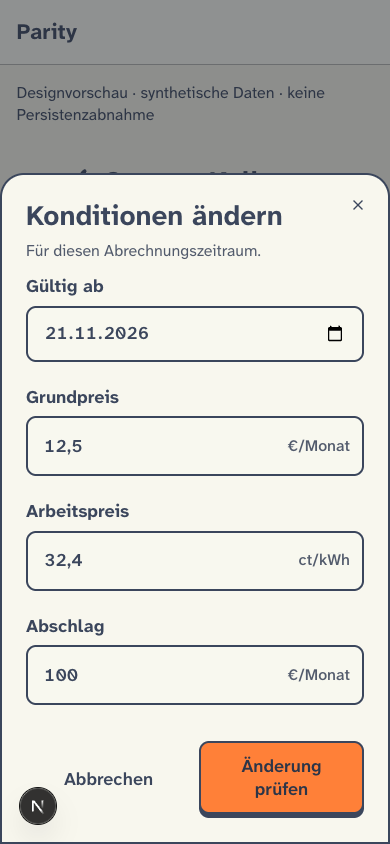 Parity
Designvorschau · synthetische Daten · keine
Persistenzabnahme
Konditionen ändern
×
Für diesen Abrechnungszeitraum.
Gültig ab
21.11.2026
Grundpreis
12,5 €/Monat
Arbeitspreis
32,4 ct/kWh
Abschlag
100 €/Monat
Abbrechen
Änderung
prüfen
N